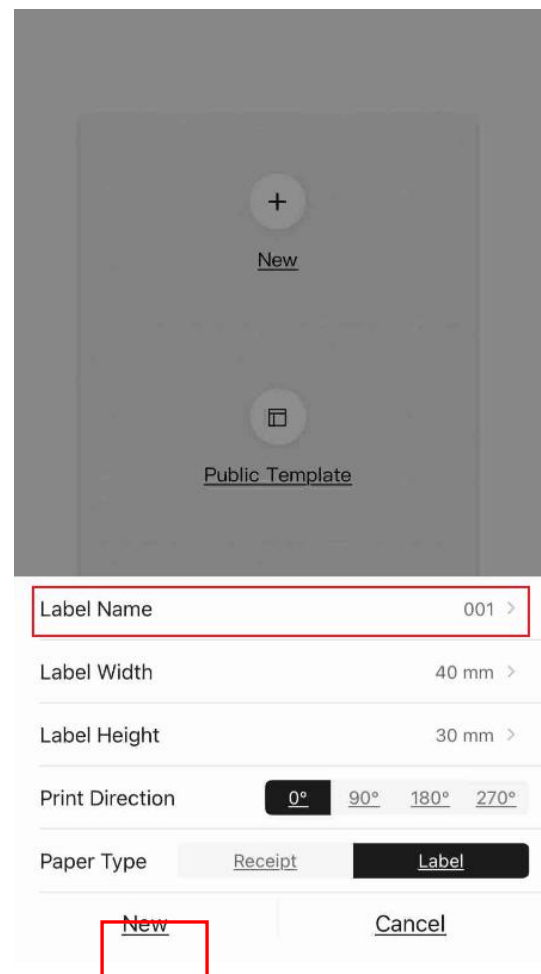 New
Public Template
Label Name 001 >
Label Width 40 mm >
Label Height 30 mm >
Print Direction 0° 90° 180° 270°
Paper Type Receipt Label
New Cancel